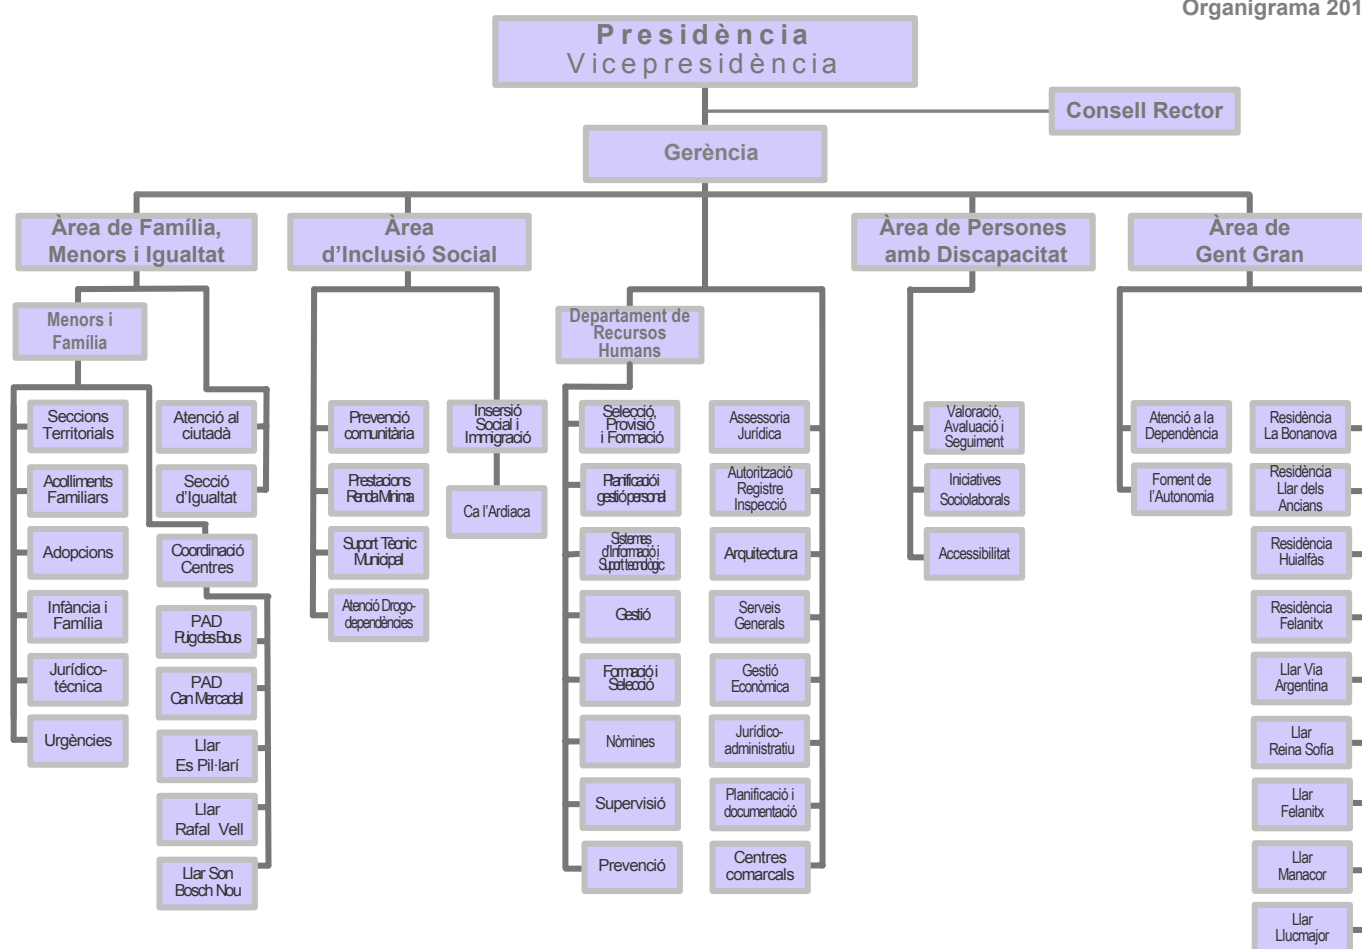 Organigrama 201
Presidència
Vicepresidència
Consell Rector
Gerència
Àrea de Família,
Menors i Igualtat
Àrea
d’Inclusió Social
Àrea de Persones
amb Discapacitat
Àrea de
Gent Gran
Menors i
Família
Departament de
Recursos
Humans
Seccions
Territorials
Acolliments
Familiars
Adopcions
Infància i
Família
Jurídico-
técnica
Urgències
Atenció al
ciutadà
Secció
d’Igualtat
Coordinació
Centres
PAD
Puig des Bous
PAD
Can Mercadal
Llar
Es Pil·larí
Llar
Rafal Vell
Llar Son
Bosch Nou
Prevenció
comunitària
Prestacions
Renda Mínima
Suport Tècnic
Municipal
Atenció Drogo-
dependències
Insersió
Social i
Immigració
Ca l’Ardiaca
Selecció,
Provisió
i Formació
Planificació i
gestió personal
Sistemes
d’Informació i
Suport tecnològic
Gestió
Formació i
Selecció
Nòmines
Supervisió
Prevenció
Assessoria
Jurídica
Autorització
Registre
Inspecció
Arquitectura
Serveis
Generals
Gestió
Econòmica
Jurídico-
administratiu
Planificació i
documentació
Centres
comarcals
Valoració,
Avaluació i
Seguiment
Iniciatives
Sociolaborals
Accessibilitat
Atenció a la
Dependència
Foment de
l’Autonomia
Residència
La Bonanova
Residència
Llar dels
Ancians
Residència
Huialfàs
Residència
Felanitx
Llar Via
Argentina
Llar
Reina Sofía
Llar
Felanitx
Llar
Manacor
Llar
Llucmajor